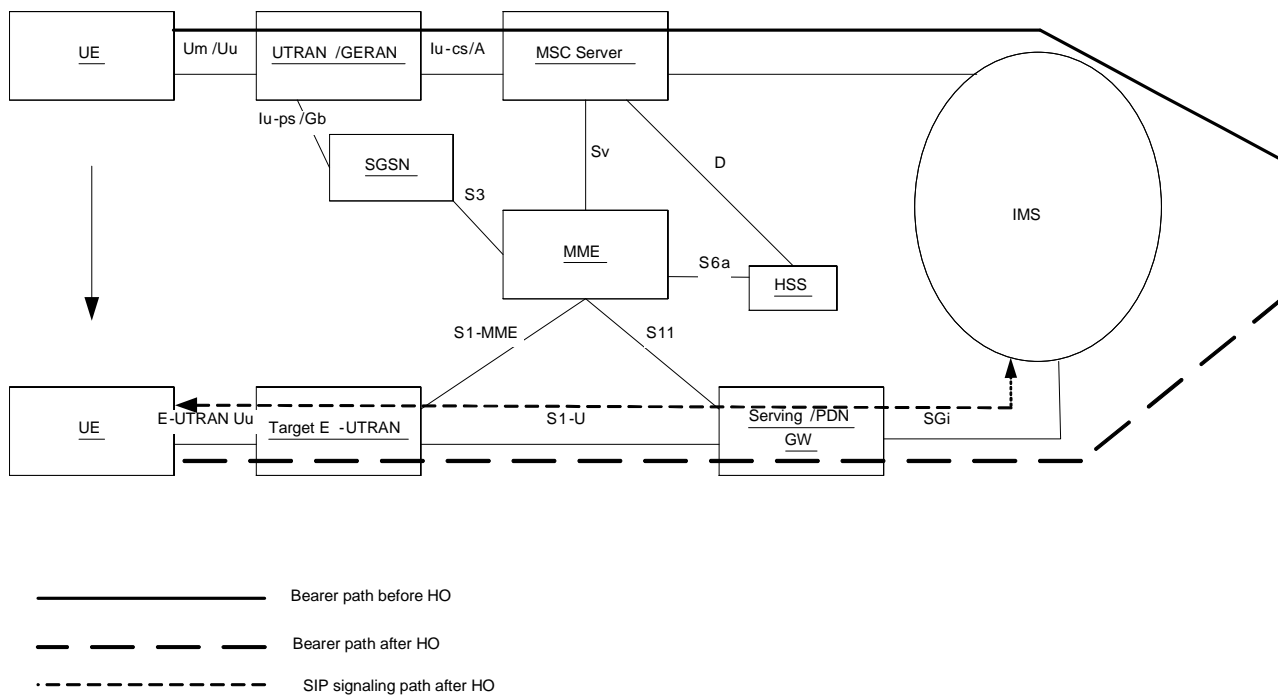 UE
Um /Uu
UTRAN /GERAN
Iu-cs/A
MSC Server
Iu-ps /Gb
SGSN
S3
Sv
D
IMS
MME
S6a
HSS
S1-MME
S11
UE
E-UTRAN Uu
Target E -UTRAN
S1-U
Serving /PDN
GW
SGi
Bearer path before HO
Bearer path after HO
SIP signaling path after HO